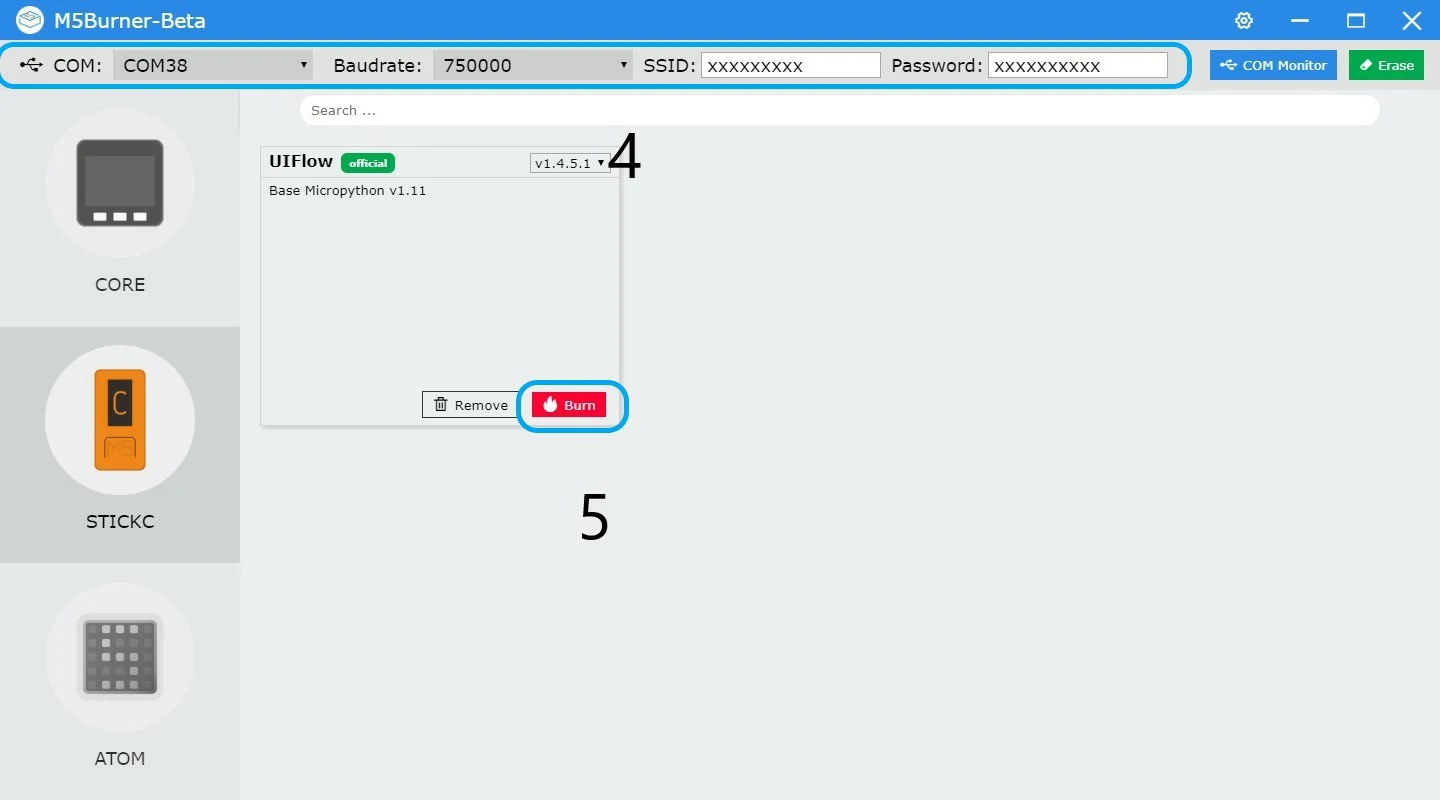 M5Burner-Beta
COM: COM38 Baudrate: 750000 SSID: xxxxxxxxx Password: xxxxxxxxxx COM Monitor Erase
Search ...
4
UIFlow official v1.4.5.1
Base Micropython v1.11
CORE
Remove Burn
C
M5
5
STICKC
ATOM